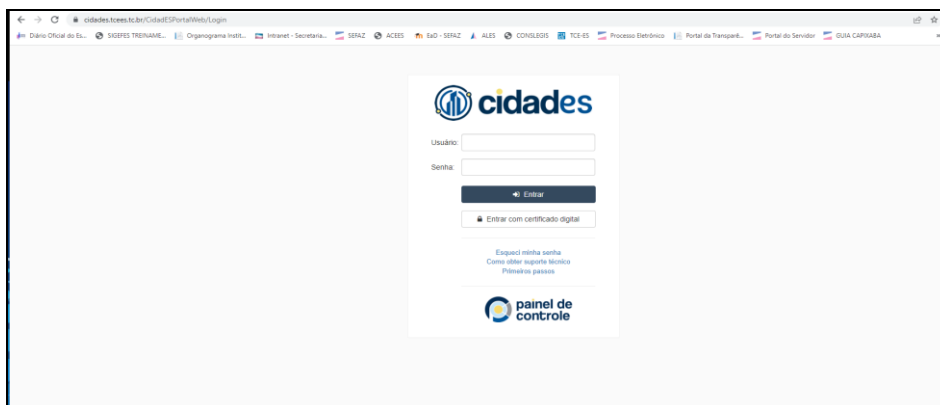 cidades.tcees.tc.br/CidadESPortalWeb/Login
Diário Oficial do Es... SIGEFES TREINAME... Organograma Instit... Intranet - Secretaria... SEFAZ ACEES EaD - SEFAZ ALES CONSLEGIS TCE-ES Processo Eletrônico Portal da Transparê... Portal do Servidor GUIA CAPIXABA
cidades
Usuário:
Senha:
Entrar
Entrar com certificado digital
Esqueci minha senha
Como obter suporte técnico
Primeiros passos
painel de
controle